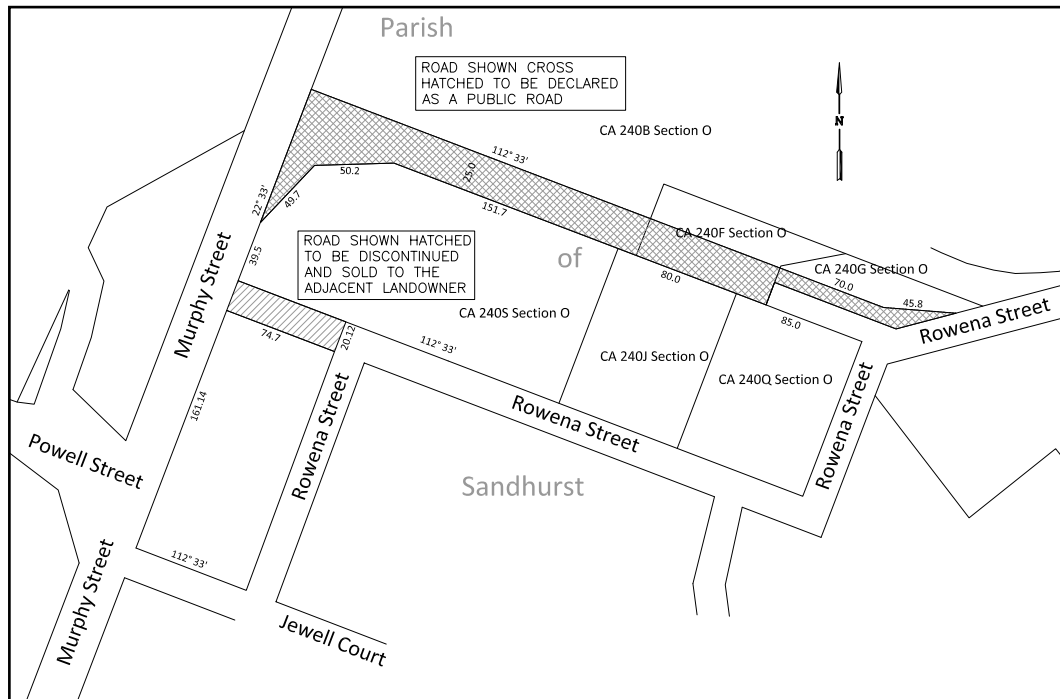 Parish
ROAD SHOWN CROSS
HATCHED TO BE DECLARED
AS A PUBLIC ROAD
N
CA 240B Section O
112° 33'
25.0
50.2
49.7
22° 33'
151.7
CA 240F Section O
ROAD SHOWN HATCHED
TO BE DISCONTINUED
AND SOLD TO THE
ADJACENT LANDOWNER
of
39.5
80.0
CA 240G Section O
70.0
45.8
85.0
Rowena Street
Murphy Street
CA 240S Section O
74.7
20.12
112° 33'
CA 240J Section O
CA 240Q Section O
161.14
Rowena Street
Rowena Street
Rowena Street
Powell Street
Sandhurst
112° 33'
Murphy Street
Jewell Court